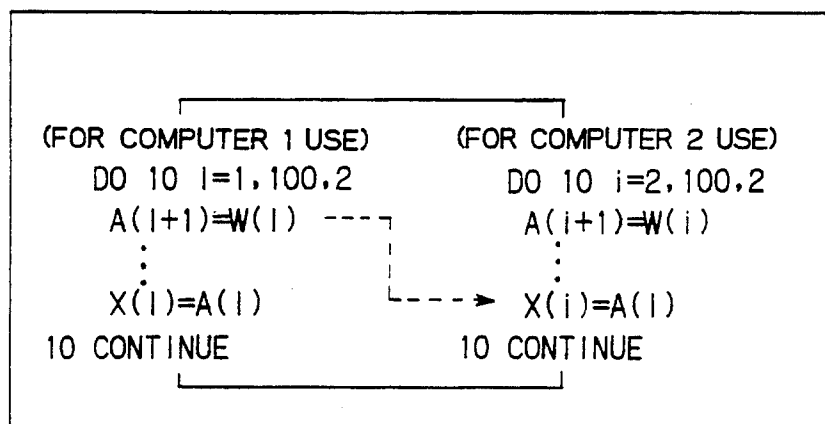 (FOR COMPUTER 1 USE)
DO 10 I=1,100,2
A(I+1)=W(I)
X(I)=A(I)
10 CONTINUE
(FOR COMPUTER 2 USE)
DO 10 i=2,100,2
A(i+1)=W(i)
X(i)=A(I)
10 CONTINUE